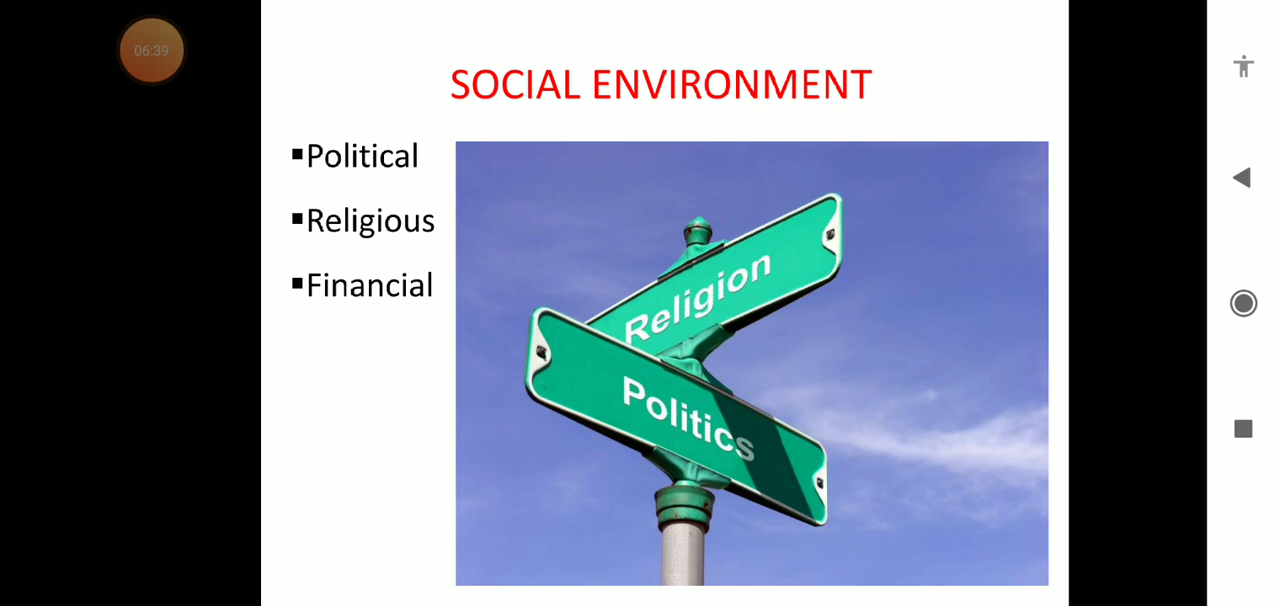 06:39
SOCIAL ENVIRONMENT
▪Political
▪Religious
▪Financial
Religion
Politics